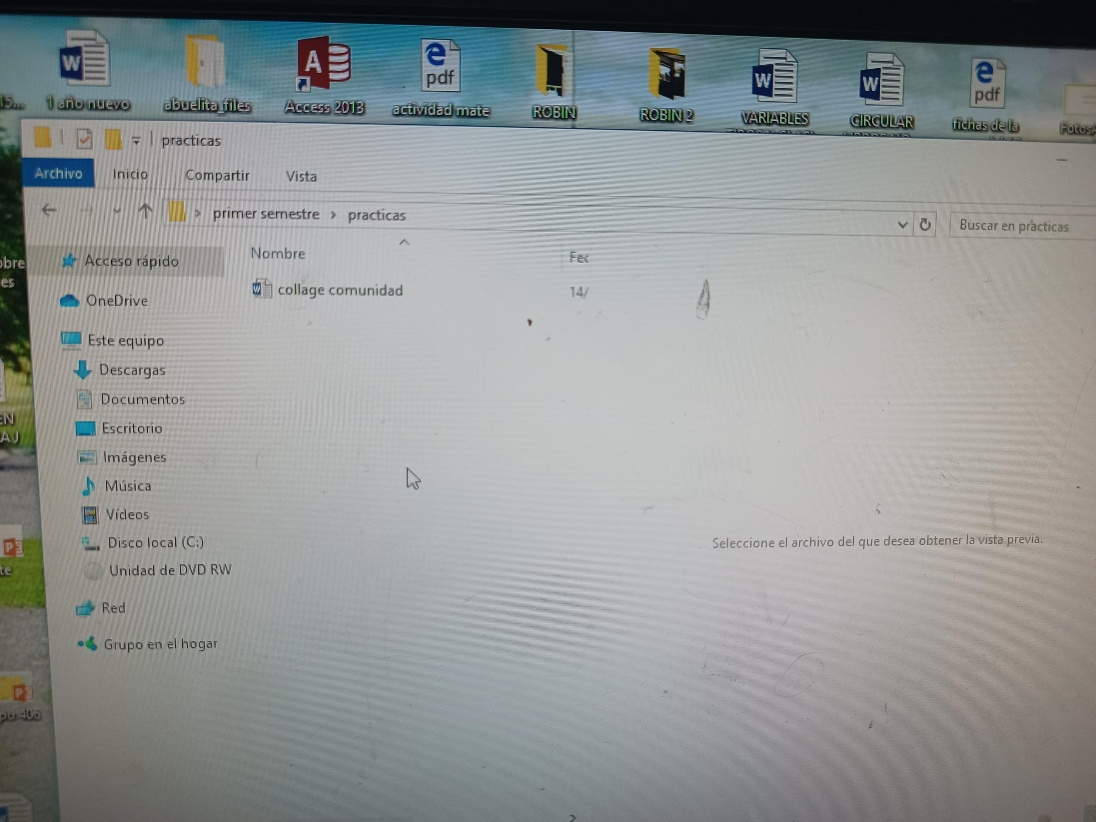 1 año nuevo
abuelita_files
Access 2013
actividad mate
ROBIN
ROBIN 2
VARIABLES
CIRCULAR
fichas de la
Fotos
pdf
pdf
practicas
Archivo
Inicio
Compartir
Vista
primer semestre > practicas
Buscar en prácticas
Nombre
Fec
collage comunidad
14/
Acceso rápido
OneDrive
Este equipo
Descargas
Documentos
Escritorio
Imágenes
Música
Vídeos
Disco local (C:)
Unidad de DVD RW
Red
Grupo en el hogar
Seleccione el archivo del que desea obtener la vista previa.